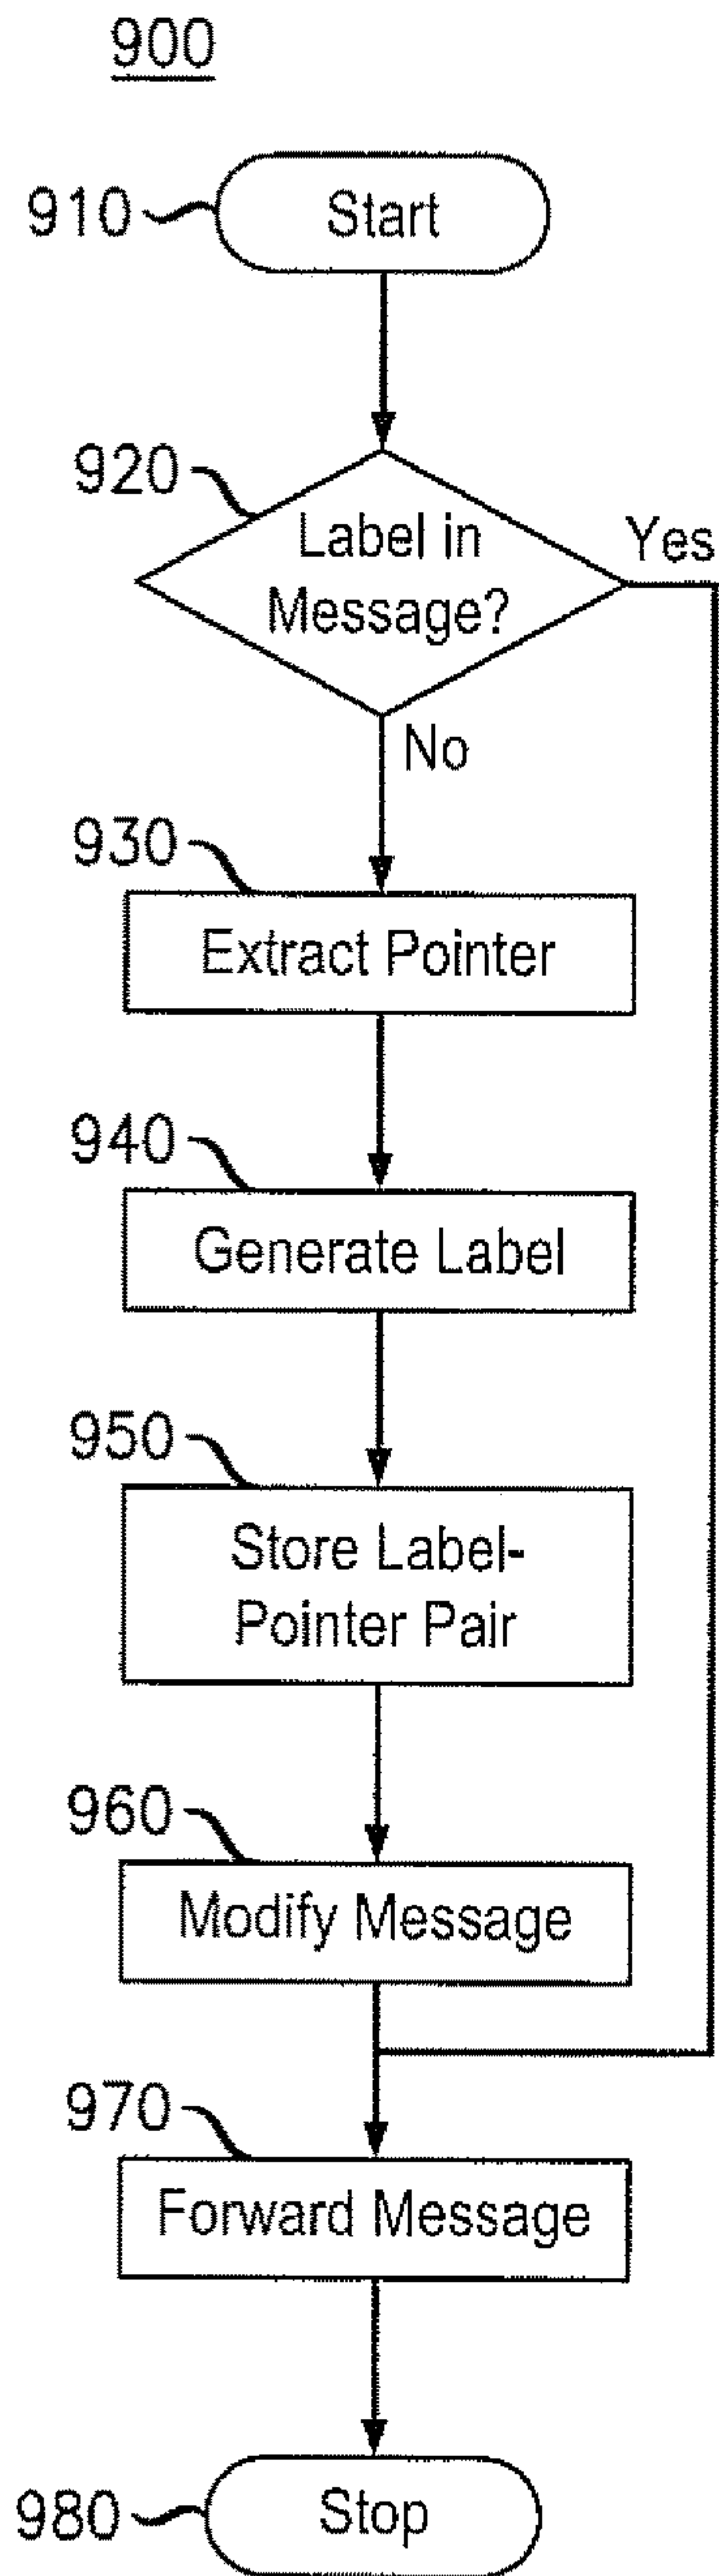 900
910
Start
920
Label in
Message?
Yes
No
930
Extract Pointer
940
Generate Label
950
Store Label-
Pointer Pair
960
Modify Message
970
Forward Message
980
Stop